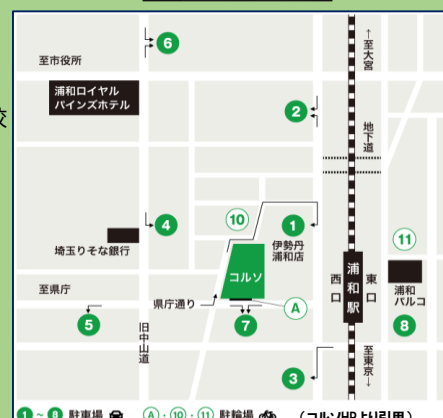 校
6
↑至大宮
至市役所
浦和ロイヤル
パインズホテル
2
地下道
4
10
1
11
伊勢丹
浦和店
埼玉りそな銀行
コルソ
西口
浦和駅
東口
浦和
パルコ
至県庁
県庁通り
A
5
7
8
旧中山道
3
至東京↓
1 ~ 8 駐車場 A・10・11 駐輪場 (コルソHPより引用)